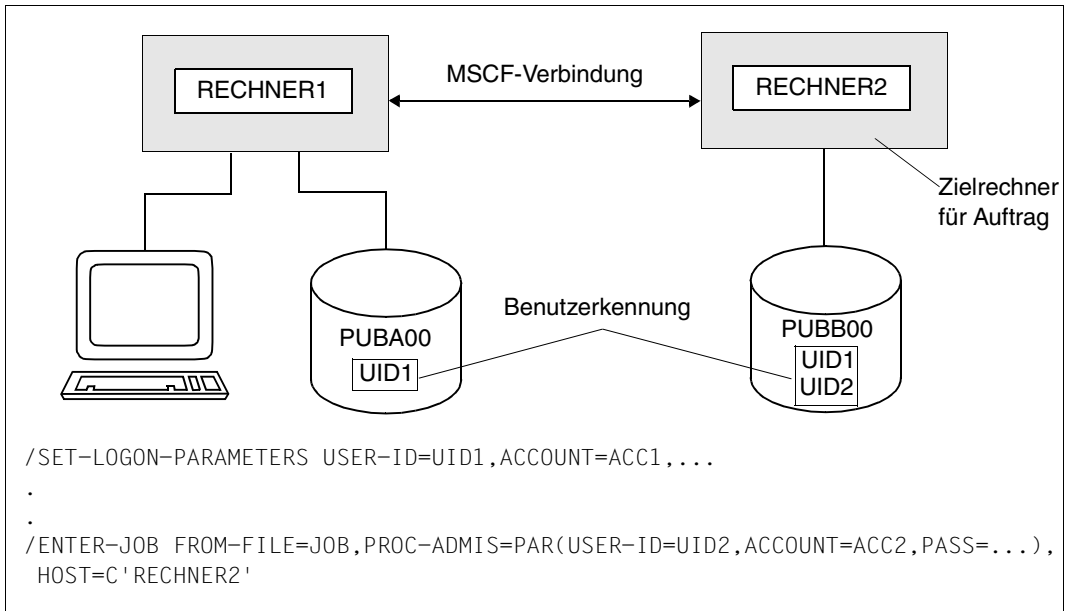 RECHNER1
MSCF-Verbindung
RECHNER2
Zielrechner
für Auftrag
Benutzerkennung
PUBA00
UID1
PUBB00
UID1
UID2
/SET-LOGON-PARAMETERS USER-ID=UID1,ACCOUNT=ACC1,...
.
.
/ENTER-JOB FROM-FILE=JOB,PROC-ADMIS=PAR(USER-ID=UID2,ACCOUNT=ACC2,PASS=...),
HOST=C'RECHNER2'